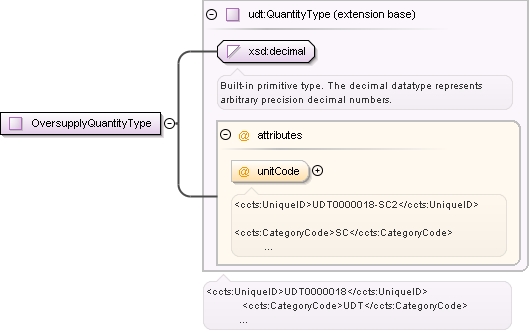 udt:QuantityType (extension base)
xsd:decimal
Built-in primitive type. The decimal datatype represents
arbitrary precision decimal numbers.
OversupplyQuantityType
@ attributes
@ unitCode
<ccts:UniqueID>UDT0000018-SC2</ccts:UniqueID>
<ccts:CategoryCode>SC</ccts:CategoryCode>
...
<ccts:UniqueID>UDT0000018</ccts:UniqueID>
<ccts:CategoryCode>UDT</ccts:CategoryCode>
...